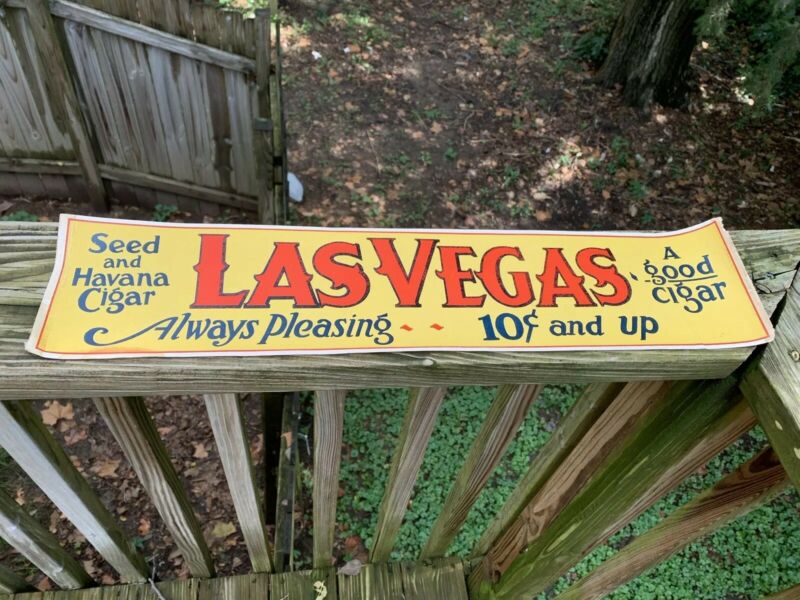 Seed
and
Havana
Cigar
LAS VEGAS
Always Pleasing
10¢ and up
A
good
cigar